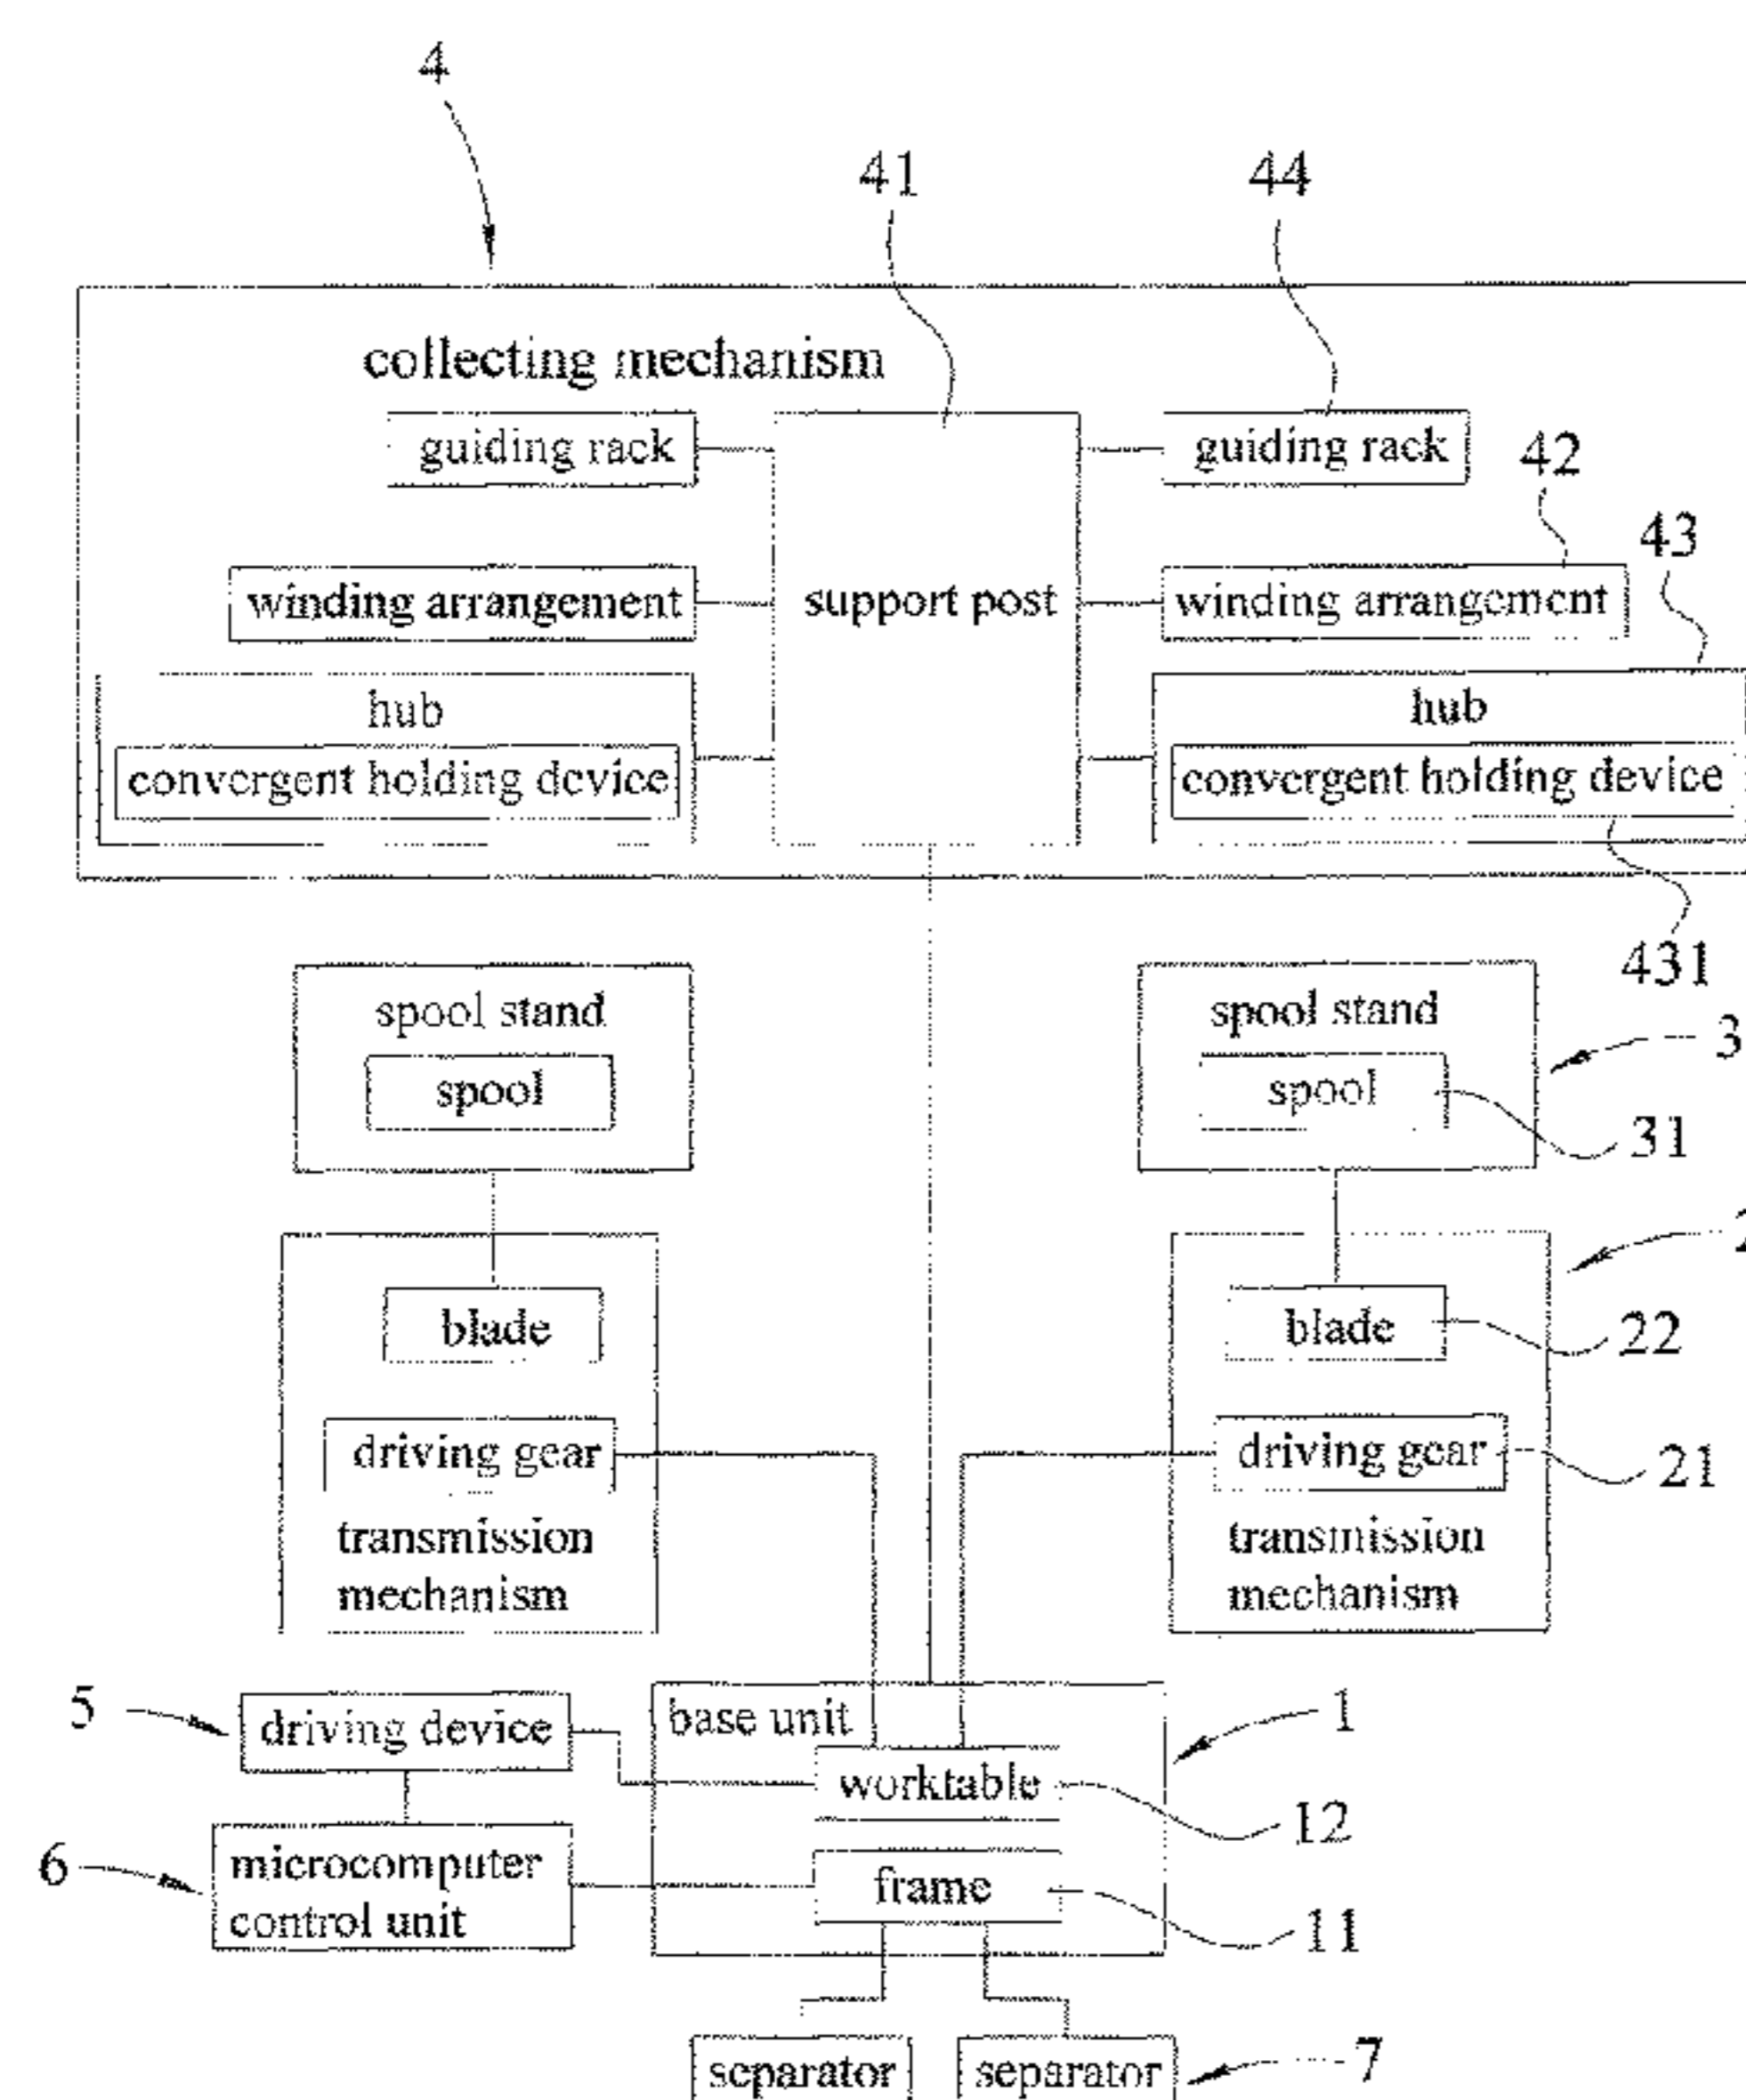 4
41
44
collecting mechanism
guiding rack
guiding rack
42
43
winding arrangement
support post
winding arrangement
hub
hub
convergent holding device
convergent holding device
431
spool stand
spool stand
3
spool
spool
31
2
blade
blade
22
driving gear
driving gear
21
transmission
mechanism
transmission
mechanism
5
driving device
base unit
1
worktable
12
6
microcomputer
control unit
frame
11
separator
separator
7